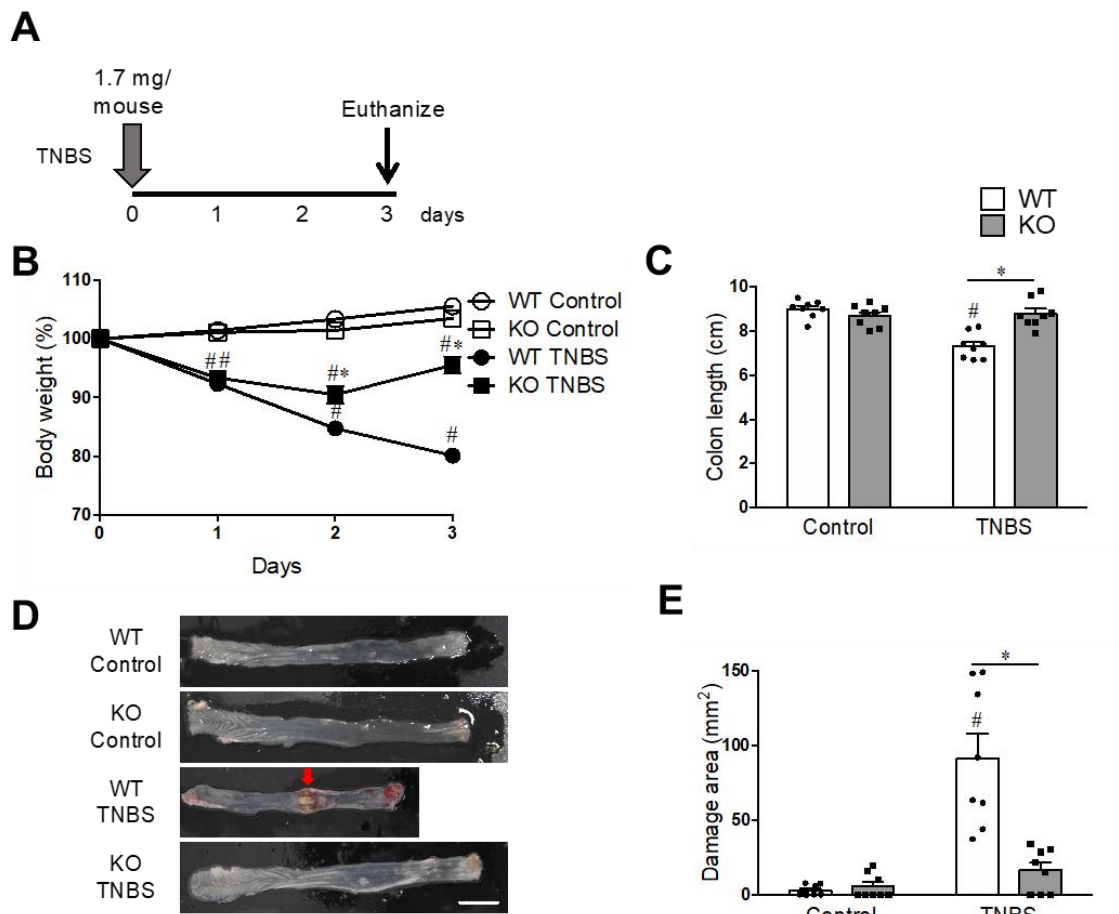 A
1.7 mg/
mouse
Euthanize
TNBS
0 1 2 3 days
WT
KO
B
110
100
90
80
70
0 1 2 3
Body weight (%)
Days
WT Control
KO Control
WT TNBS
KO TNBS
##
#*
#
#*
#
C
10
8
6
4
2
0
Colon length (cm)
#
*
Control TNBS
D
WT
Control
KO
Control
WT
TNBS
KO
TNBS
E
150
100
50
0
Damage area (mm²)
#
*
Control TNBS